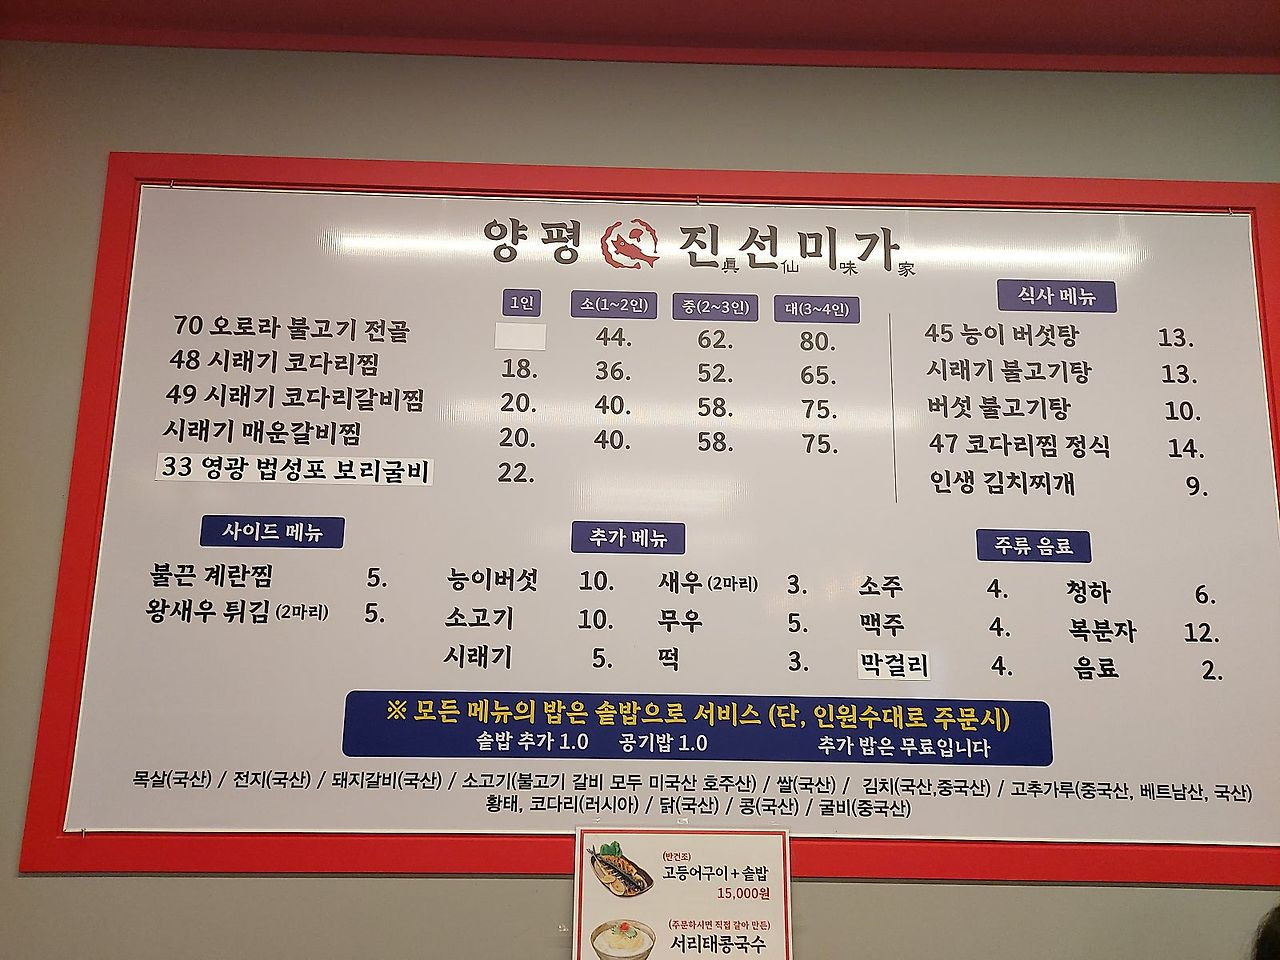 양평 진선미가
眞仙味家
1인 소(1~2인) 중(2~3인) 대(3~4인)
70 오로라 불고기 전골 44. 62. 80.
48 시래기 코다리찜 18. 36. 52. 65.
49 시래기 코다리갈비찜 20. 40. 58. 75.
시래기 매운갈비찜 20. 40. 58. 75.
33 영광 법성포 보리굴비 22.
식사 메뉴
45 능이 버섯탕 13.
시래기 불고기탕 13.
버섯 불고기탕 10.
47 코다리찜 정식 14.
인생 김치찌개 9.
사이드 메뉴
불끈 계란찜 5.
왕새우 튀김 (2마리) 5.
추가 메뉴
능이버섯 10. 새우 (2마리) 3.
소고기 10. 무우 5.
시래기 5. 떡 3.
주류 음료
소주 4. 청하 6.
맥주 4. 복분자 12.
막걸리 4. 음료 2.
※ 모든 메뉴의 밥은 솥밥으로 서비스 (단, 인원수대로 주문시)
솥밥 추가 1.0 공기밥 1.0 추가 밥은 무료입니다
목살(국산) / 전지(국산) / 돼지갈비(국산) / 소고기(불고기 갈비 모두 미국산 호주산) / 쌀(국산) / 김치(국산,중국산) / 고추가루(중국산, 베트남산, 국산)
황태, 코다리(러시아) / 닭(국산) / 콩(국산) / 굴비(중국산)
(반건조)
고등어구이 + 솥밥
15,000원
(주문하시면 직접 갈아 만든)
서리태콩국수